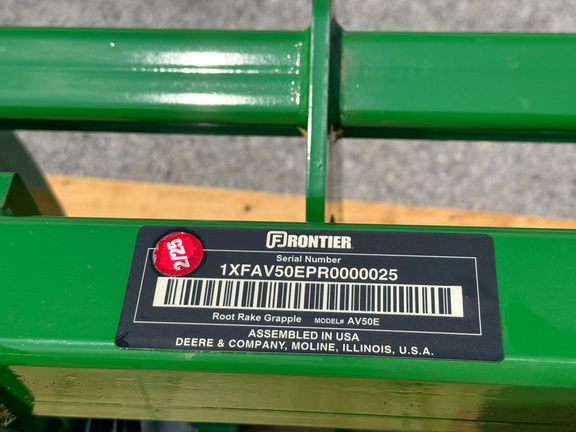 FRONTIER
Serial Number
2/25
1XFAV50EPR0000025
Root Rake Grapple MODEL# AV50E
ASSEMBLED IN USA
DEERE & COMPANY, MOLINE, ILLINOIS, U.S.A.